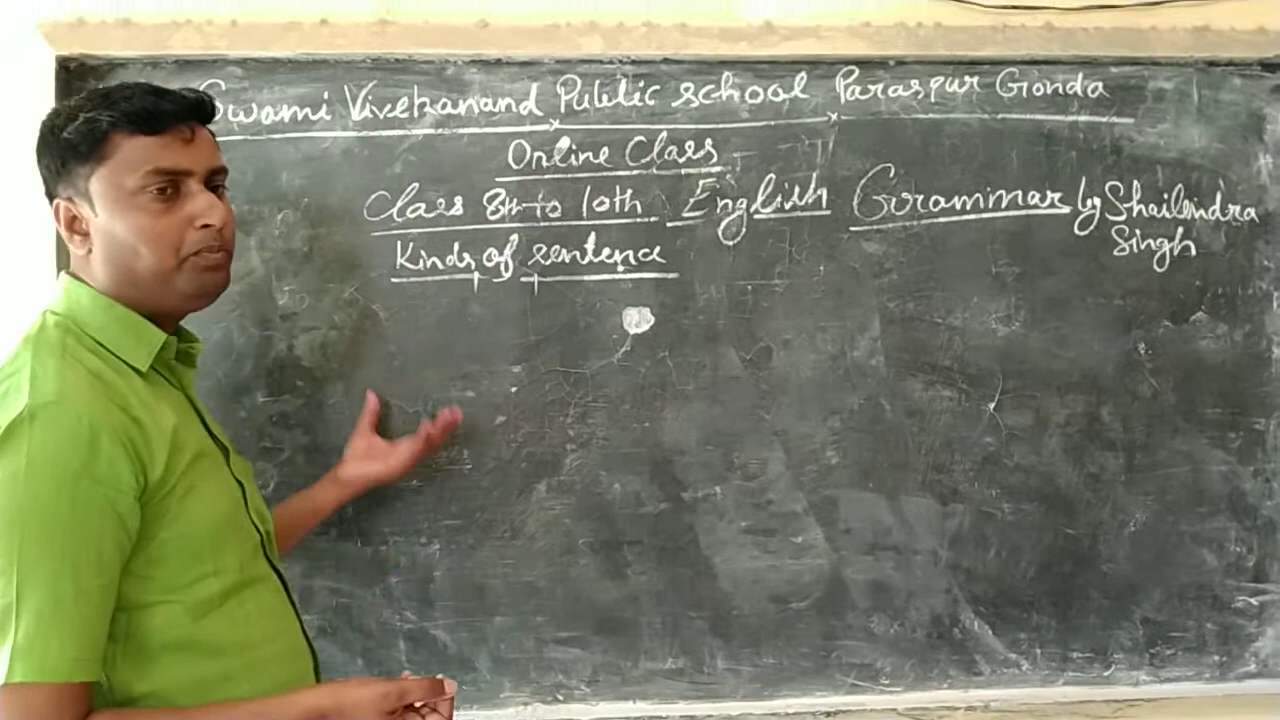 Swami Vivekanand Public school Paraspur Gonda
Online Class
Class 8th to 10th English Grammar by Shailendra Singh
Kinds of sentence